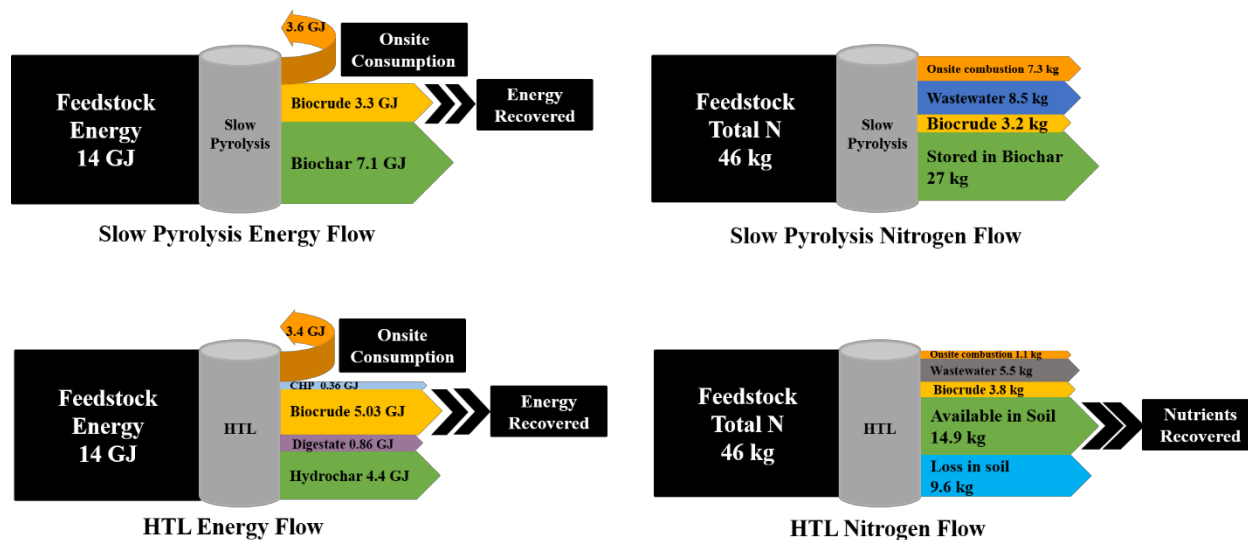 3.6 GJ
Onsite
Consumption
Feedstock
Energy
14 GJ
Slow
Pyrolysis
Biocrude 3.3 GJ
Biochar 7.1 GJ
Energy
Recovered
Slow Pyrolysis Energy Flow
Feedstock
Total N
46 kg
Slow
Pyrolysis
Onsite combustion 7.3 kg
Wastewater 8.5 kg
Biocrude 3.2 kg
Stored in Biochar
27 kg
Slow Pyrolysis Nitrogen Flow
3.4 GJ
Onsite
Consumption
Feedstock
Energy
14 GJ
HTL
CHP 0.36 GJ
Biocrude 5.03 GJ
Digestate 0.86 GJ
Hydrochar 4.4 GJ
Energy
Recovered
HTL Energy Flow
Feedstock
Total N
46 kg
HTL
Onsite combustion 1.1 kg
Wastewater 5.5 kg
Biocrude 3.8 kg
Available in Soil
14.9 kg
Loss in soil
9.6 kg
Nutrients
Recovered
HTL Nitrogen Flow